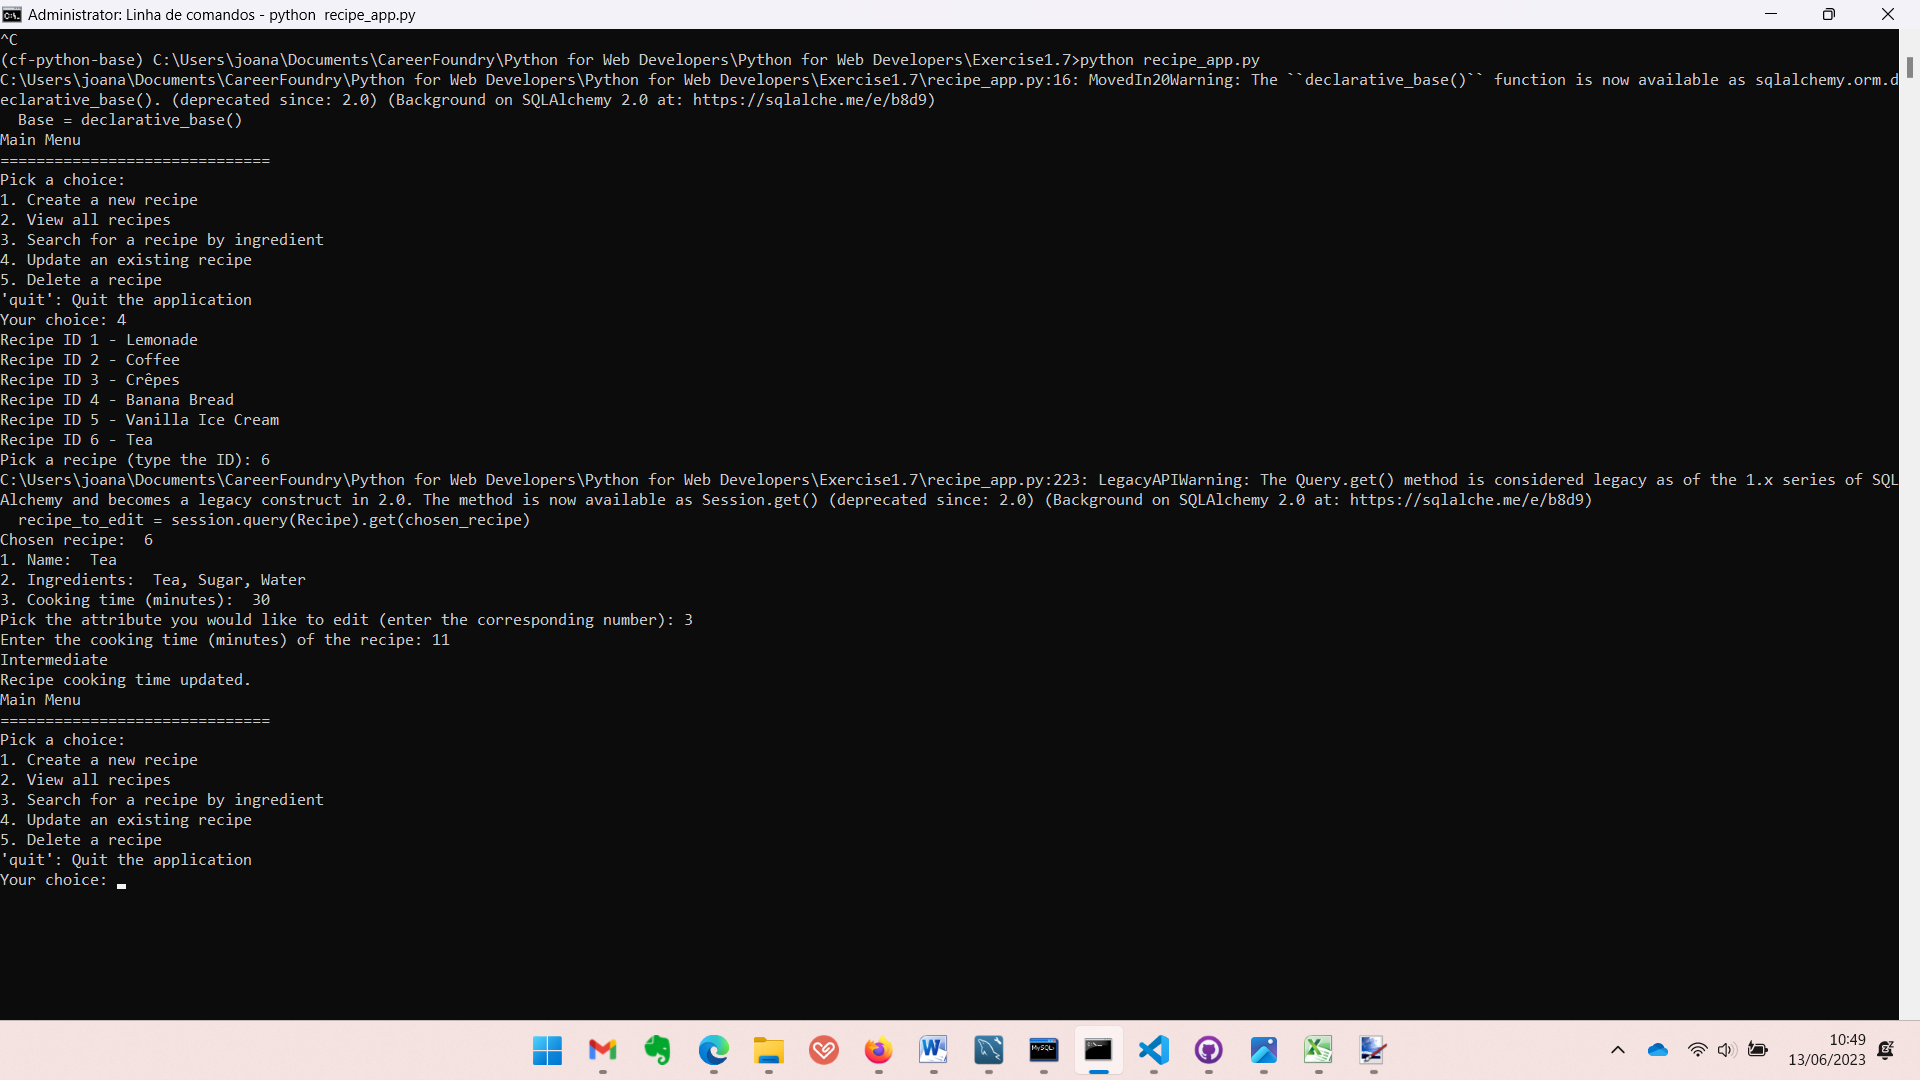 Administrator: Linha de comandos - python  recipe_app.py
^C
(cf-python-base) C:\Users\joana\Documents\CareerFoundry\Python for Web Developers\Python for Web Developers\Exercise1.7>python recipe_app.py
C:\Users\joana\Documents\CareerFoundry\Python for Web Developers\Python for Web Developers\Exercise1.7\recipe_app.py:16: MovedIn20Warning: The ``declarative_base()`` function is now available as sqlalchemy.orm.d
eclarative_base(). (deprecated since: 2.0) (Background on SQLAlchemy 2.0 at: https://sqlalche.me/e/b8d9)
  Base = declarative_base()
Main Menu
==============================
Pick a choice:
1. Create a new recipe
2. View all recipes
3. Search for a recipe by ingredient
4. Update an existing recipe
5. Delete a recipe
'quit': Quit the application
Your choice: 4
Recipe ID 1 - Lemonade
Recipe ID 2 - Coffee
Recipe ID 3 - Crêpes
Recipe ID 4 - Banana Bread
Recipe ID 5 - Vanilla Ice Cream
Recipe ID 6 - Tea
Pick a recipe (type the ID): 6
C:\Users\joana\Documents\CareerFoundry\Python for Web Developers\Python for Web Developers\Exercise1.7\recipe_app.py:223: LegacyAPIWarning: The Query.get() method is considered legacy as of the 1.x series of SQL
Alchemy and becomes a legacy construct in 2.0. The method is now available as Session.get() (deprecated since: 2.0) (Background on SQLAlchemy 2.0 at: https://sqlalche.me/e/b8d9)
  recipe_to_edit = session.query(Recipe).get(chosen_recipe)
Chosen recipe:  6
1. Name:  Tea
2. Ingredients:  Tea, Sugar, Water
3. Cooking time (minutes):  30
Pick the attribute you would like to edit (enter the corresponding number): 3
Enter the cooking time (minutes) of the recipe: 11
Intermediate
Recipe cooking time updated.
Main Menu
==============================
Pick a choice:
1. Create a new recipe
2. View all recipes
3. Search for a recipe by ingredient
4. Update an existing recipe
5. Delete a recipe
'quit': Quit the application
Your choice:
MySQL
10:49
13/06/2023